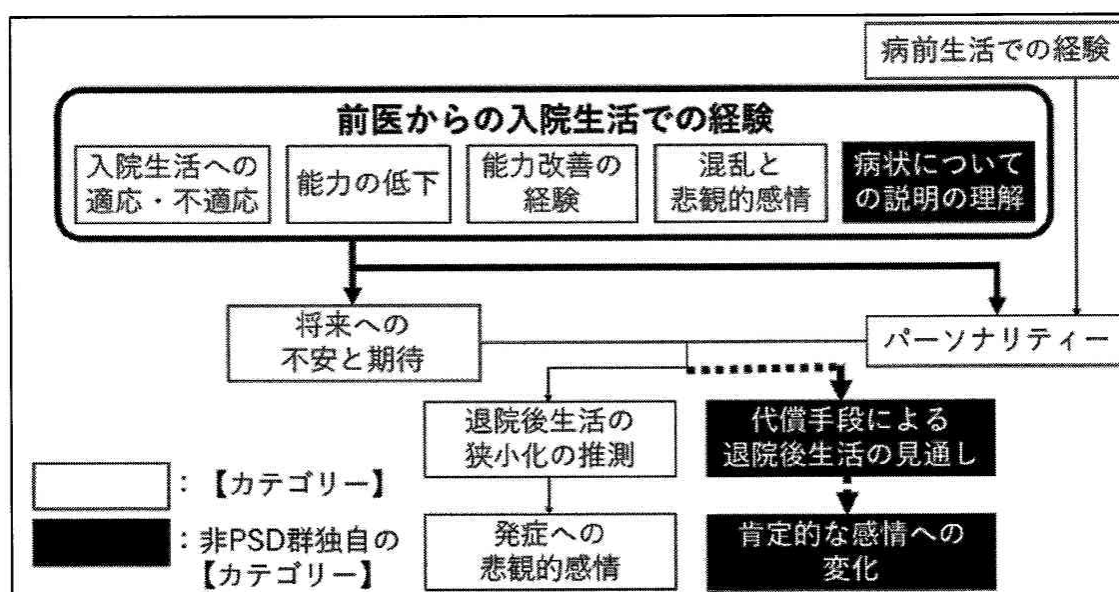 病前生活での経験
前医からの入院生活での経験
入院生活への
適応・不適応
能力の低下
能力改善の
経験
混乱と
悲観的感情
病状について
の説明の理解
将来への
不安と期待
パーソナリティー
退院後生活の
狭小化の推測
代償手段による
退院後生活の見通し
発症への
悲観的感情
肯定的な感情への
変化
：【カテゴリー】
：非PSD群独自の
【カテゴリー】